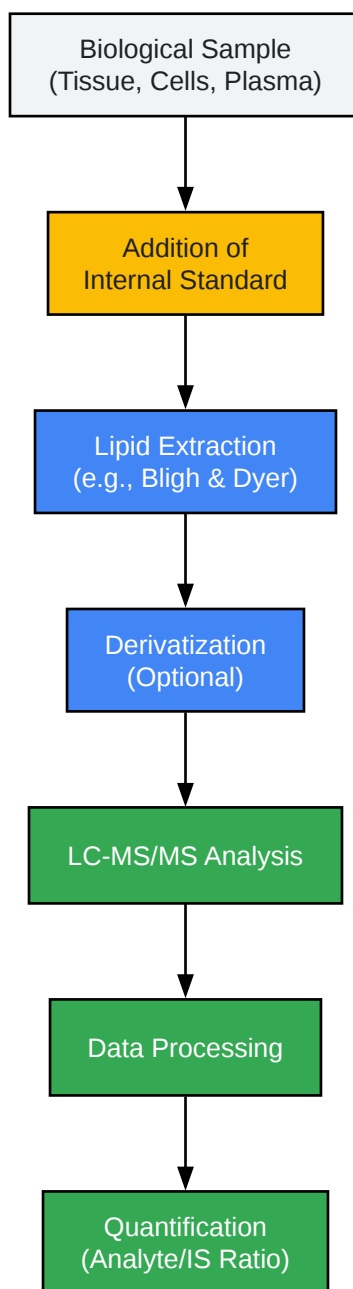 Biological Sample
(Tissue, Cells, Plasma)
Addition of
Internal Standard
Lipid Extraction
(e.g., Bligh & Dyer)
Derivatization
(Optional)
LC-MS/MS Analysis
Data Processing
Quantification
(Analyte/IS Ratio)